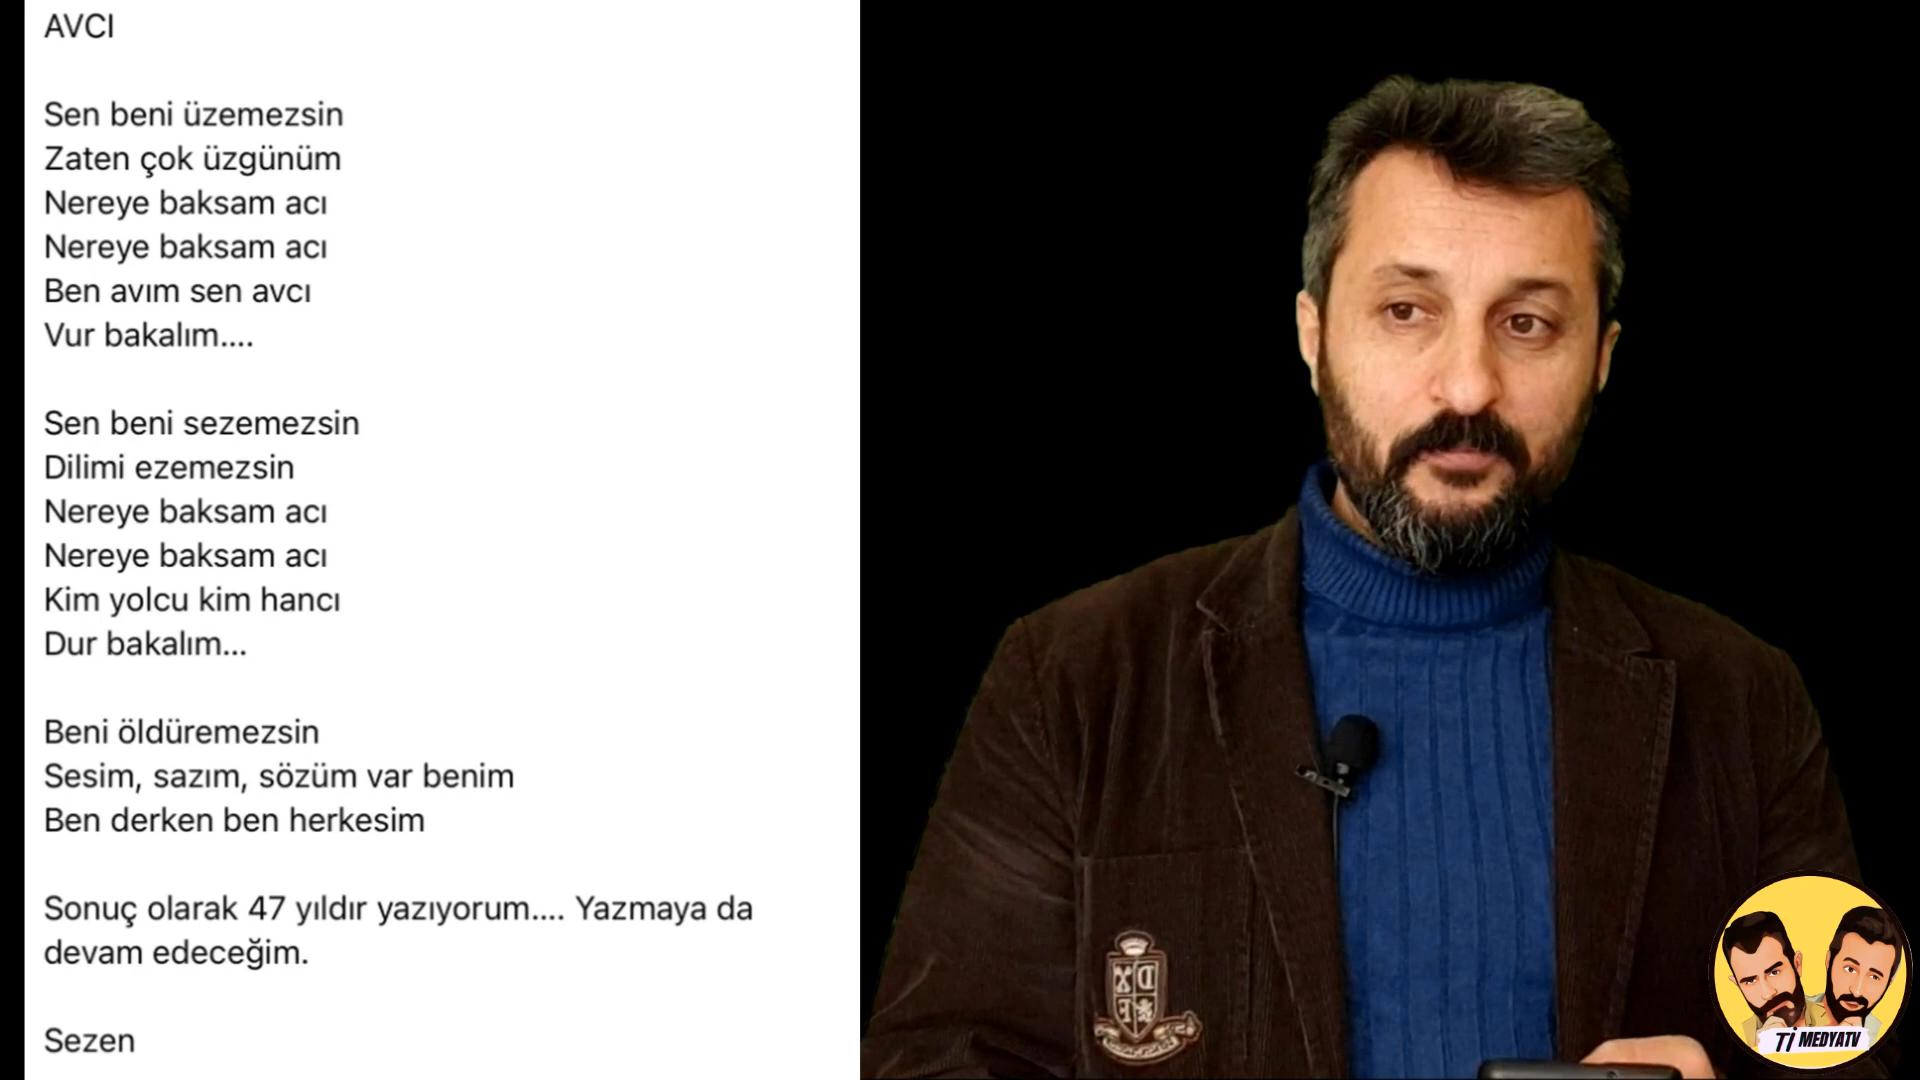 AVCI
Sen beni üzemezsin
Zaten çok üzgünüm
Nereye baksam acı
Nereye baksam acı
Ben avım sen avcı
Vur bakalım....
Sen beni sezemezsin
Dilimi ezemezsin
Nereye baksam acı
Nereye baksam acı
Kim yolcu kim hancı
Dur bakalım...
Beni öldüremezsin
Sesim, sazım, sözüm var benim
Ben derken ben herkesim
Sonuç olarak 47 yıldır yazıyorum.... Yazmaya da
devam edeceğim.
Sezen
Ti MEDYATV